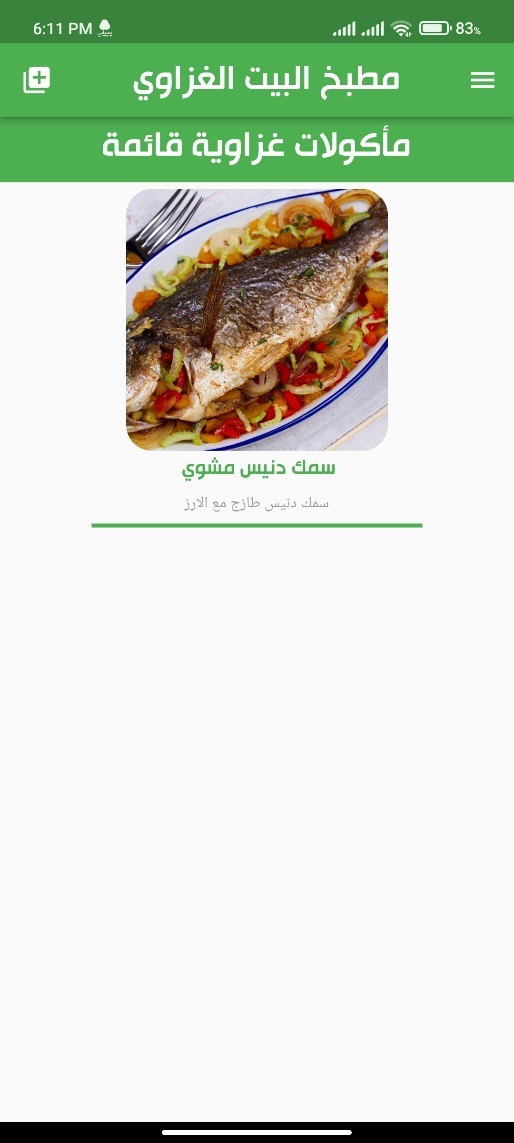 6:11 PM
83%
مطبخ البيت الغزاوي
مأكولات غزاوية قائمة
سمك دنيس مشوي
سمك دنيس طازج مع الارز